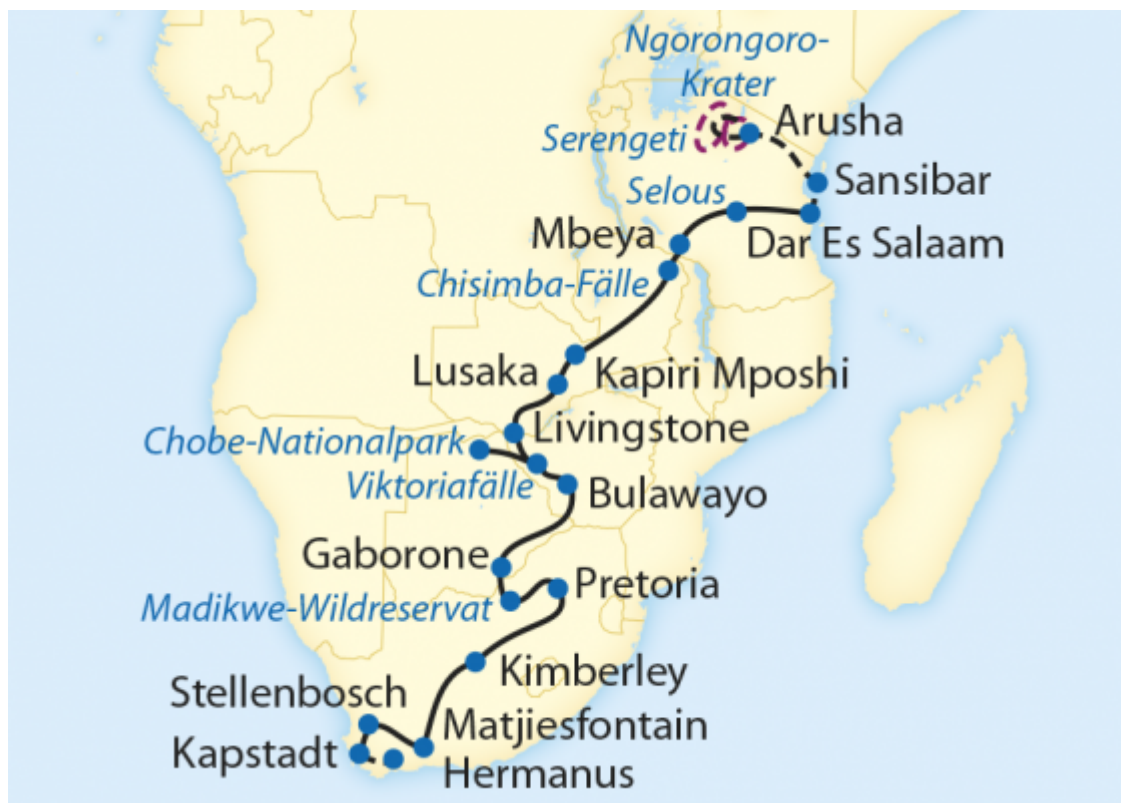 Ngorongoro-
Krater
Arusha
Serengeti
Sansibar
Selous
Mbeya
Dar Es Salaam
Chisimba-Fälle
Lusaka
Kapiri Mposhi
Livingstone
Chobe-Nationalpark
Viktoriafälle
Bulawayo
Gaborone
Pretoria
Madikwe-Wildreservat
Kimberley
Stellenbosch
Matjiesfontain
Kapstadt
Hermanus